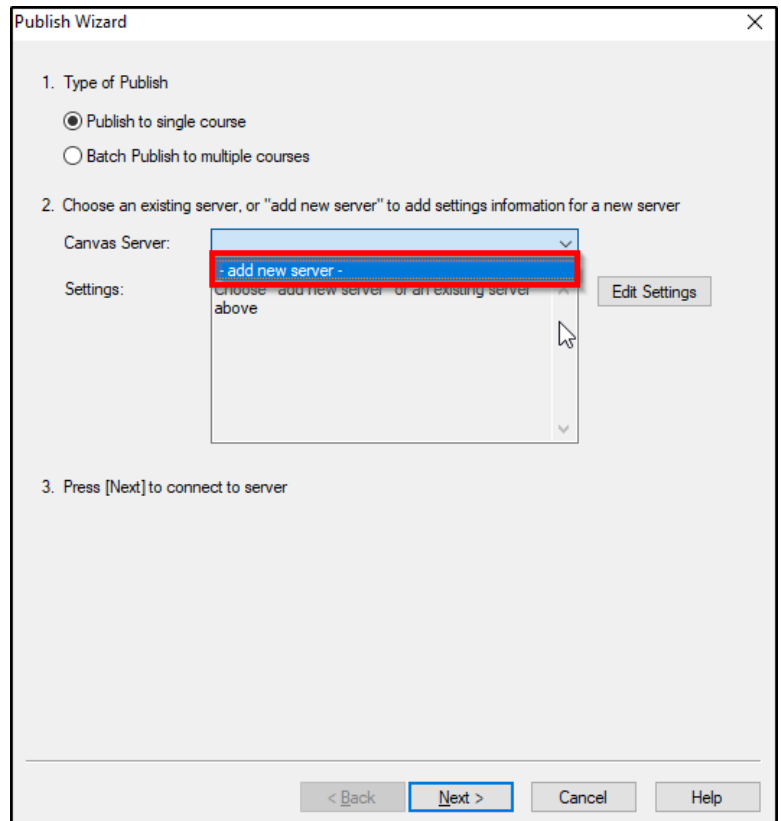 Publish Wizard
1. Type of Publish
Publish to single course
Batch Publish to multiple courses
2. Choose an existing server, or "add new server" to add settings information for a new server
Canvas Server:
- add new server -
Settings:
Choose "add new server" or an existing server
above
Edit Settings
3. Press [Next] to connect to server
< Back
Next >
Cancel
Help